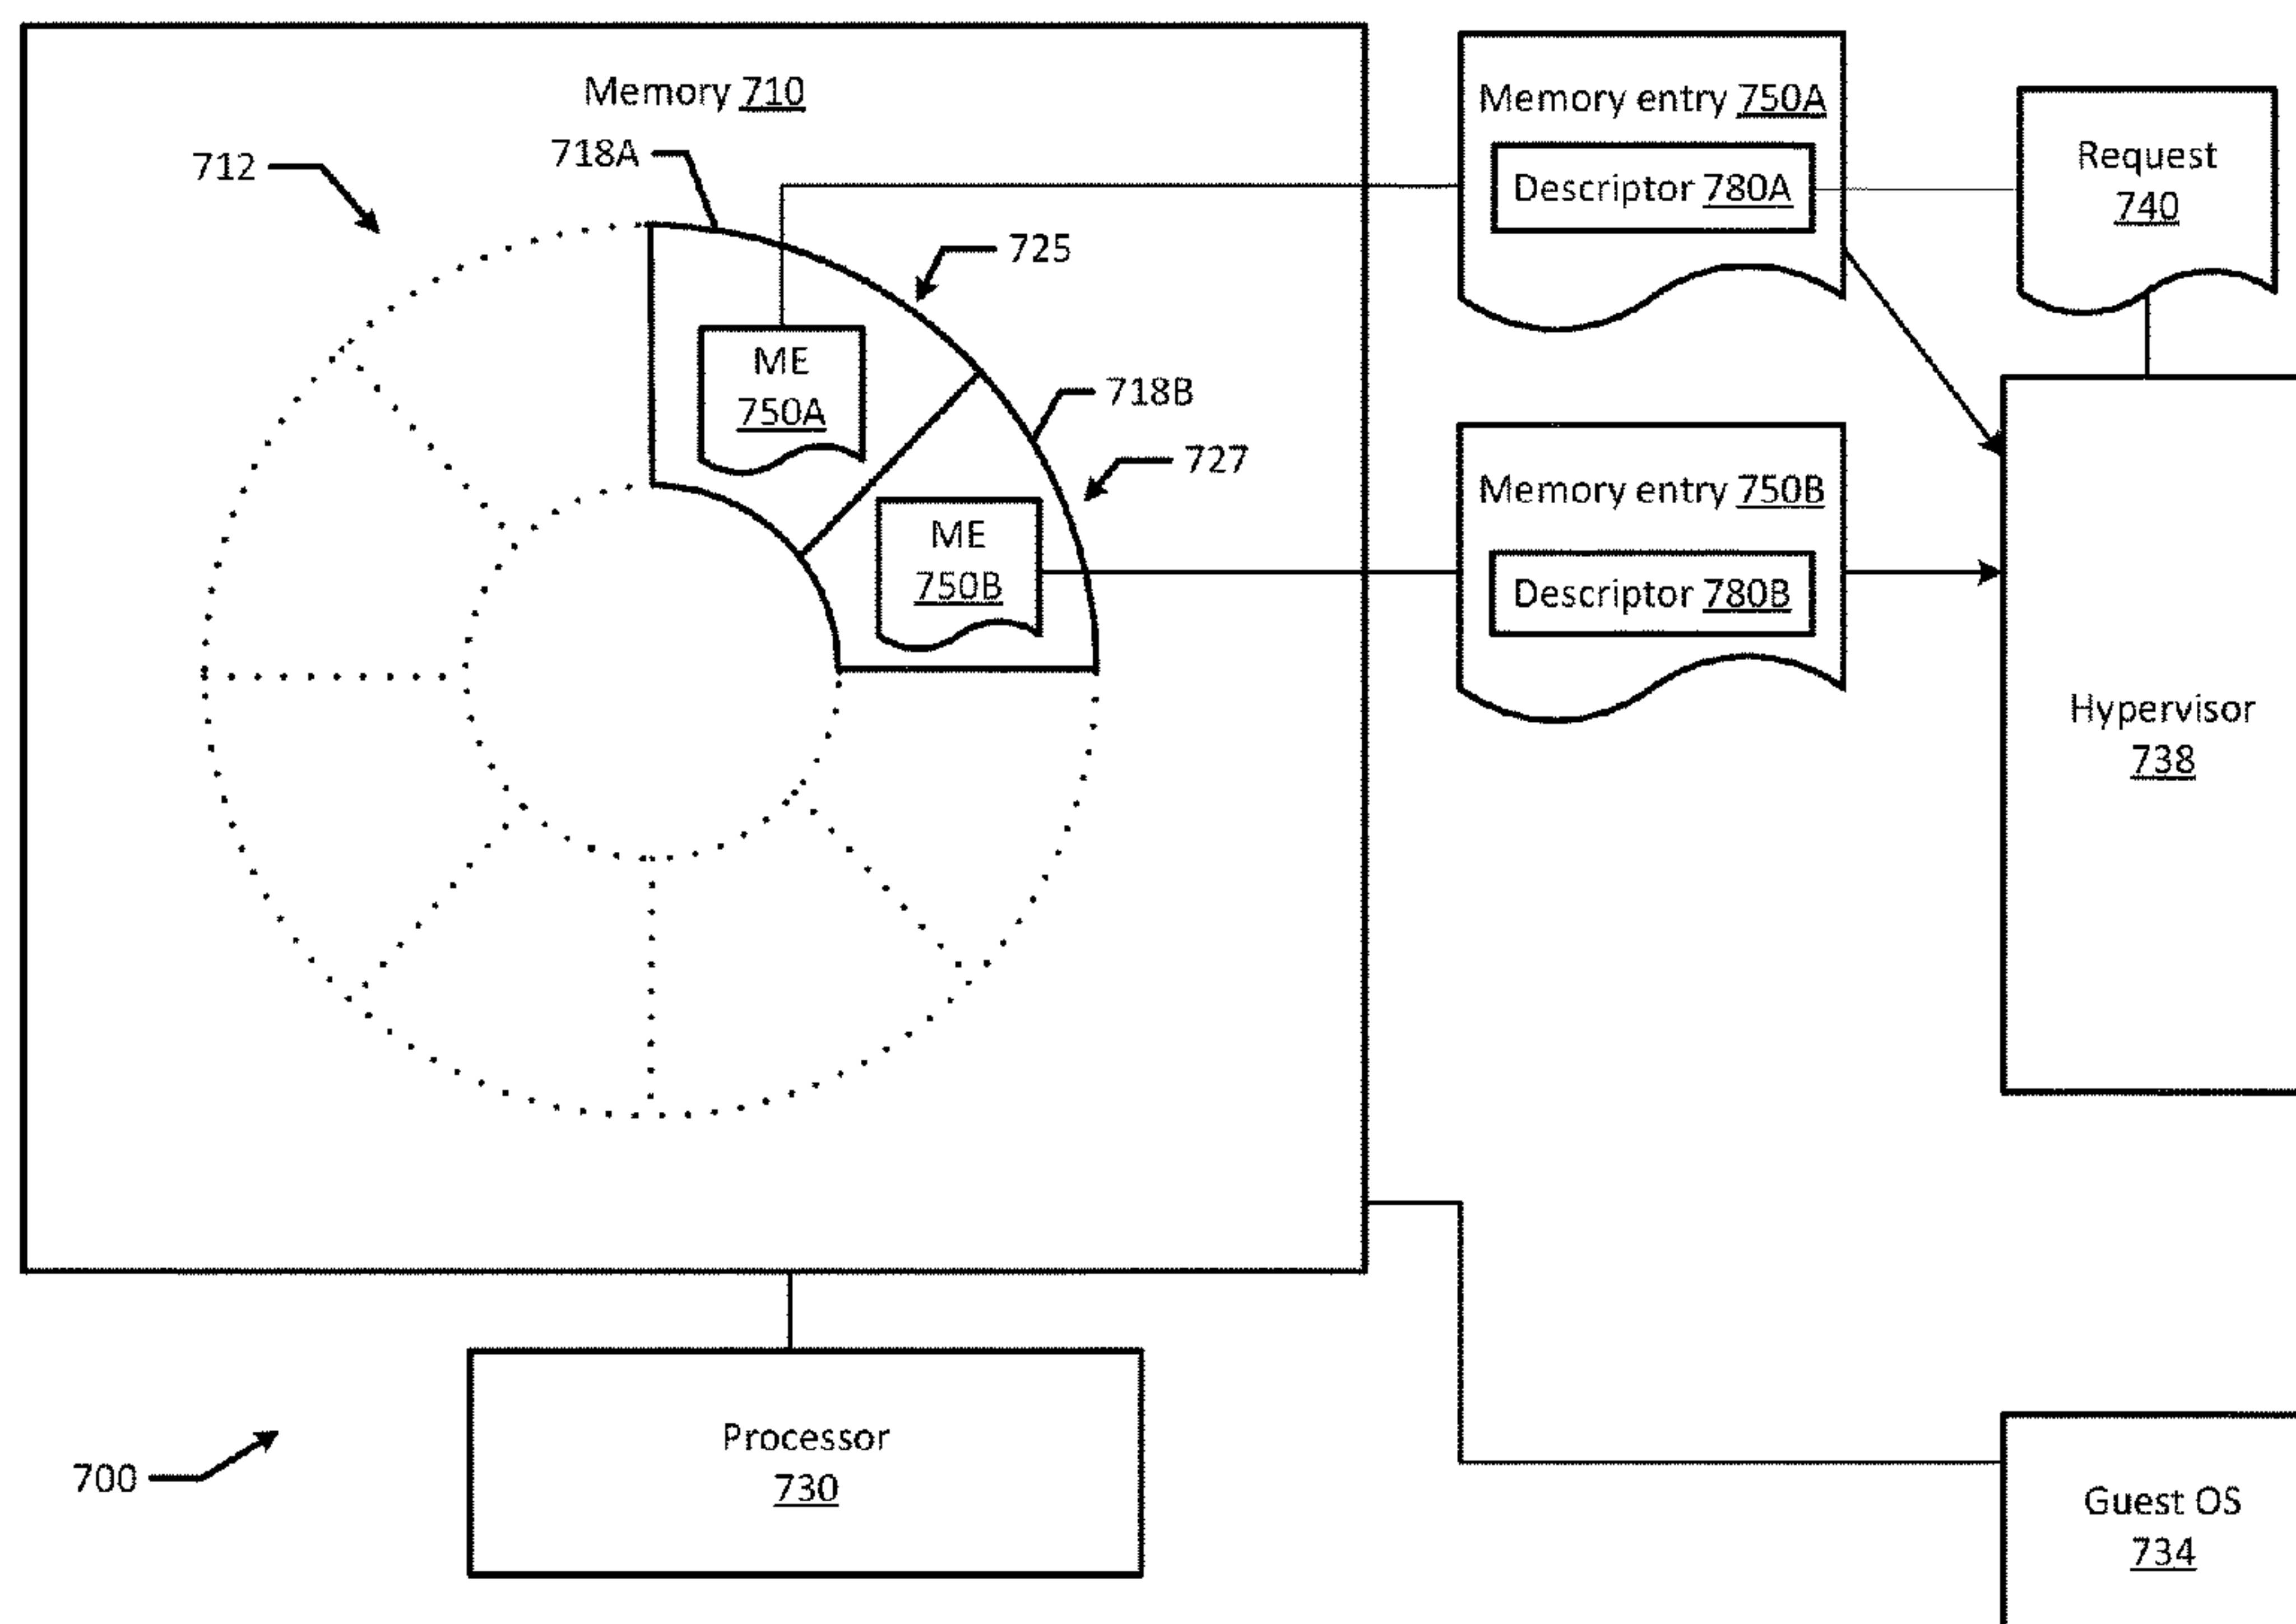 Memory 710
712
718A
725
ME
750A
718B
727
ME
750B
Memory entry 750A
Descriptor 780A
Request
740
Memory entry 750B
Descriptor 780B
Hypervisor
738
Processor
730
700
Guest OS
734